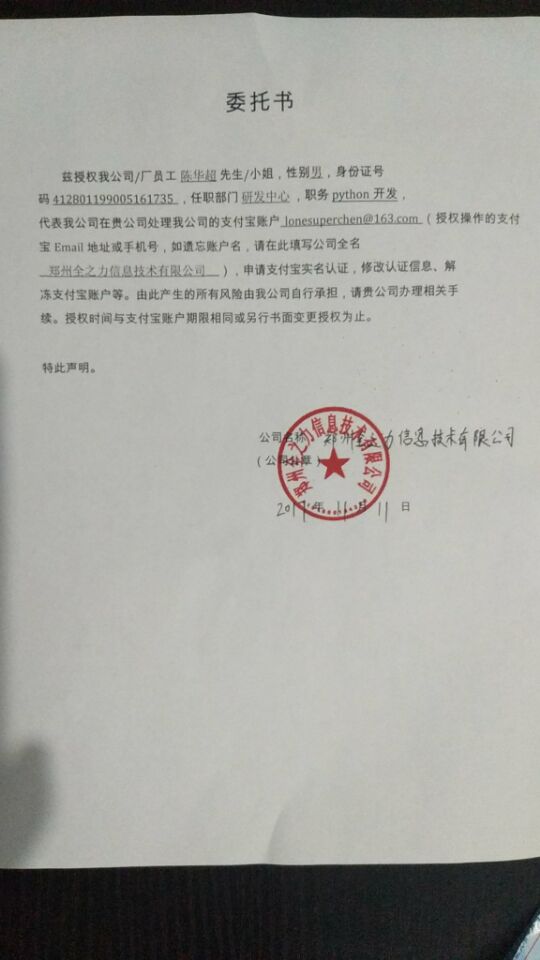 委托书
兹授权我公司/厂员工 陈华超 先生/小姐，性别男，身份证号
码 412801199005161735 ，任职部门 研发中心 ，职务 python 开发，
代表我公司在贵公司处理我公司的支付宝账户 lonesuperchen@163.com （ 授权操作的支付
宝 Email 地址或手机号，如遗忘账户名，请在此填写公司全名
郑州全之力信息技术有限公司 ），申请支付宝实名认证，修改认证信息、解
冻支付宝账户等。由此产生的所有风险由我公司自行承担，请贵公司办理相关手
续。授权时间与支付宝账户期限相同或另行书面变更授权为止。
特此声明。
公司名称 郑州全之力信息技术有限公司
（公司公章）
郑州全之力信息技术有限公司
2017 年 11 月 11 日